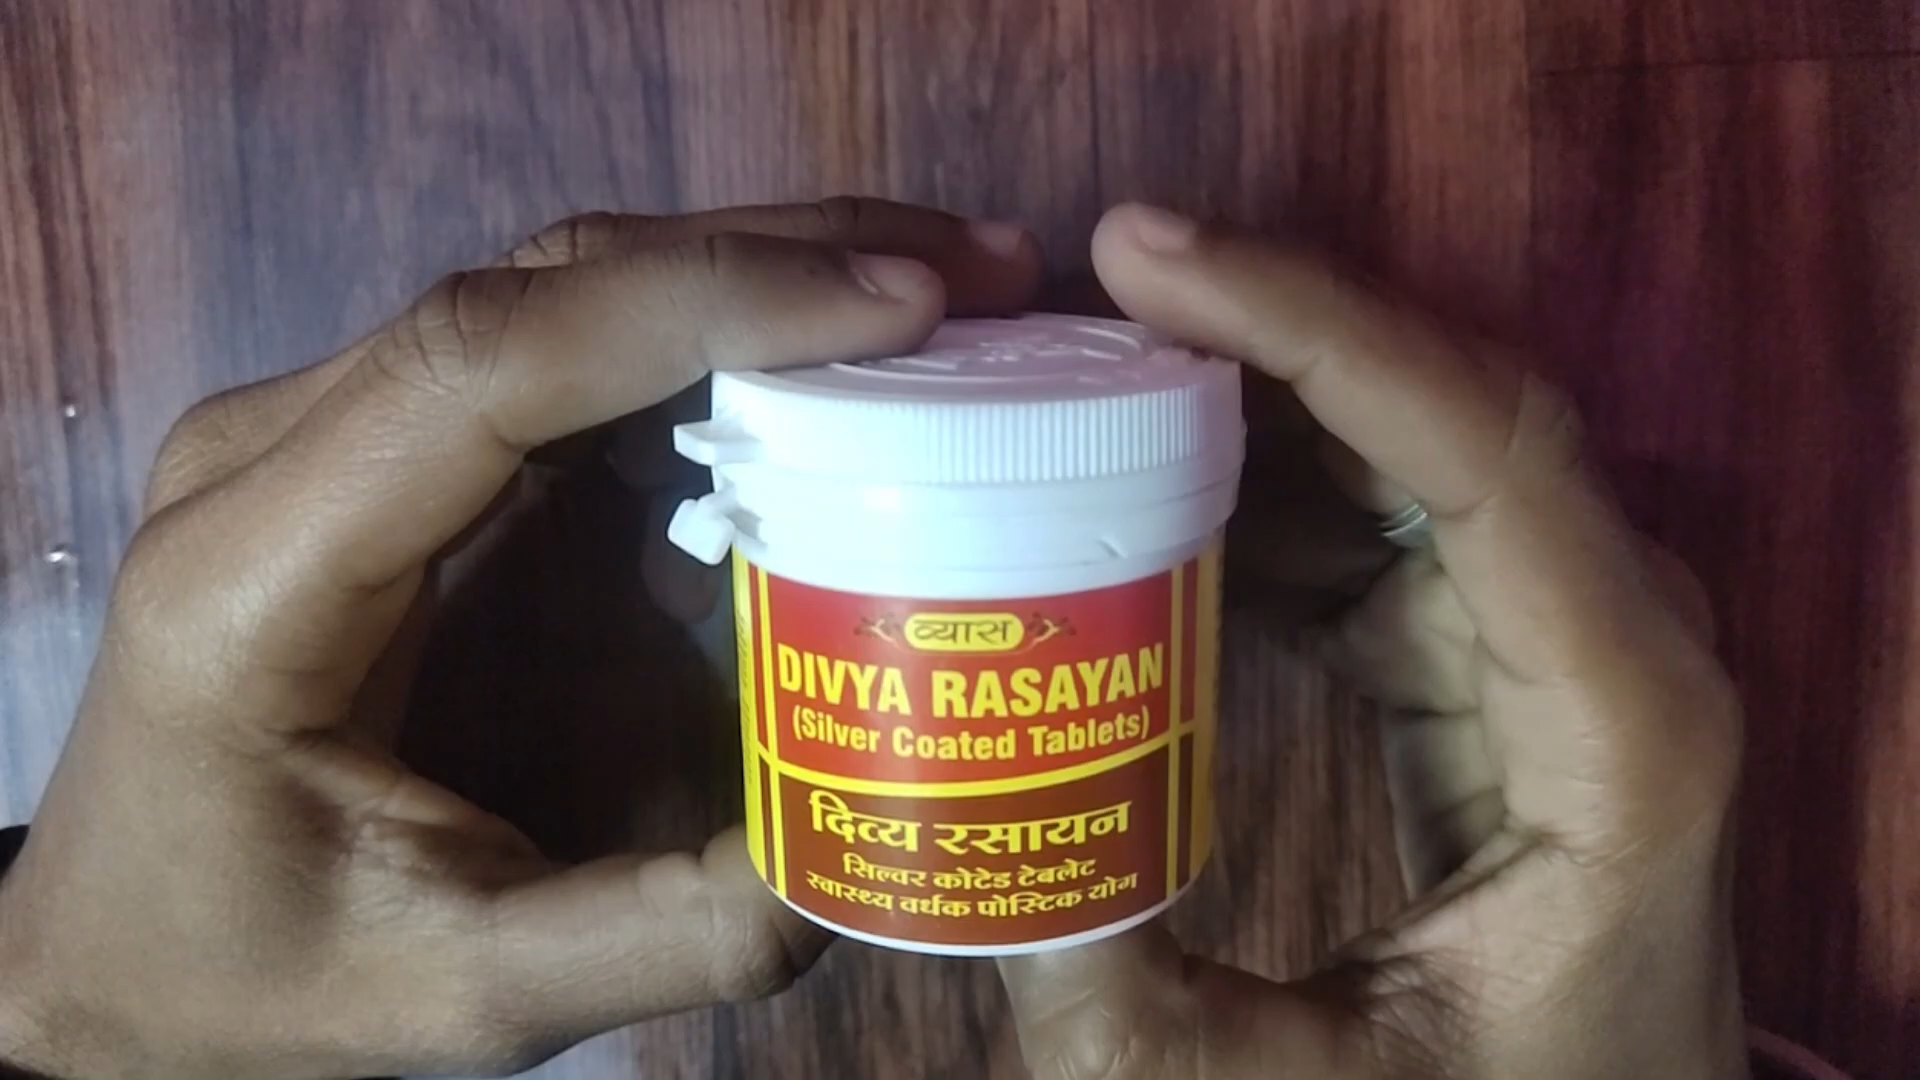 व्यास
DIVYA RASAYAN
(Silver Coated Tablets)
दिव्य रसायन
सिल्वर कोटेड टेबलेट
स्वास्थ्य वर्धक पोस्टिक योग